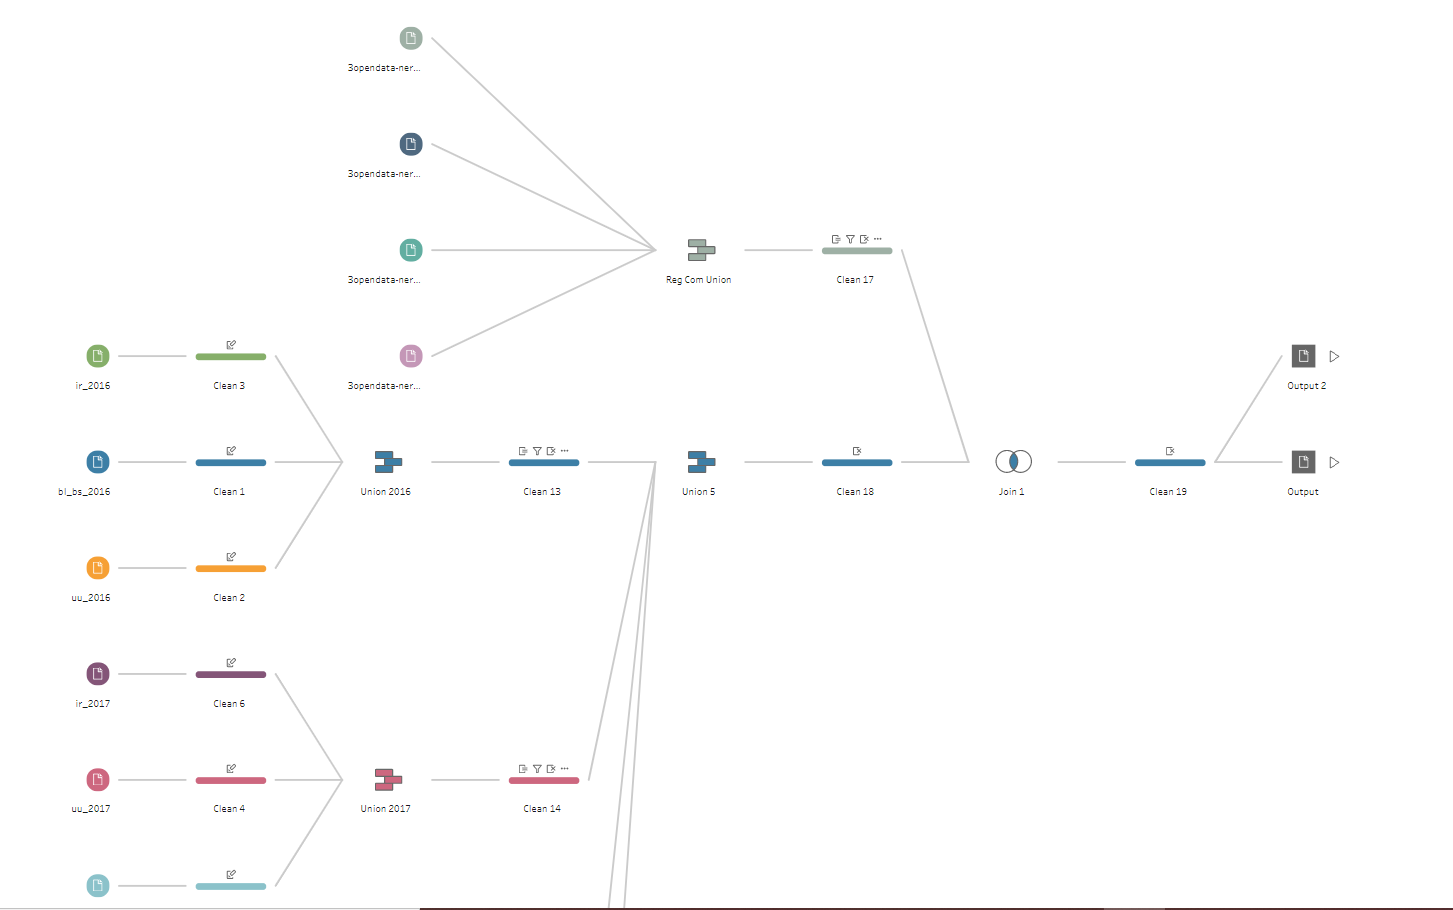 3opendata-ner...
3opendata-ner...
3opendata-ner...
Reg Com Union
Clean 17
3opendata-ner...
ir_2016
Clean 3
Output 2
bl_bs_2016
Clean 1
Union 2016
Clean 13
Union 5
Clean 18
Join 1
Clean 19
Output
uu_2016
Clean 2
ir_2017
Clean 6
uu_2017
Clean 4
Union 2017
Clean 14